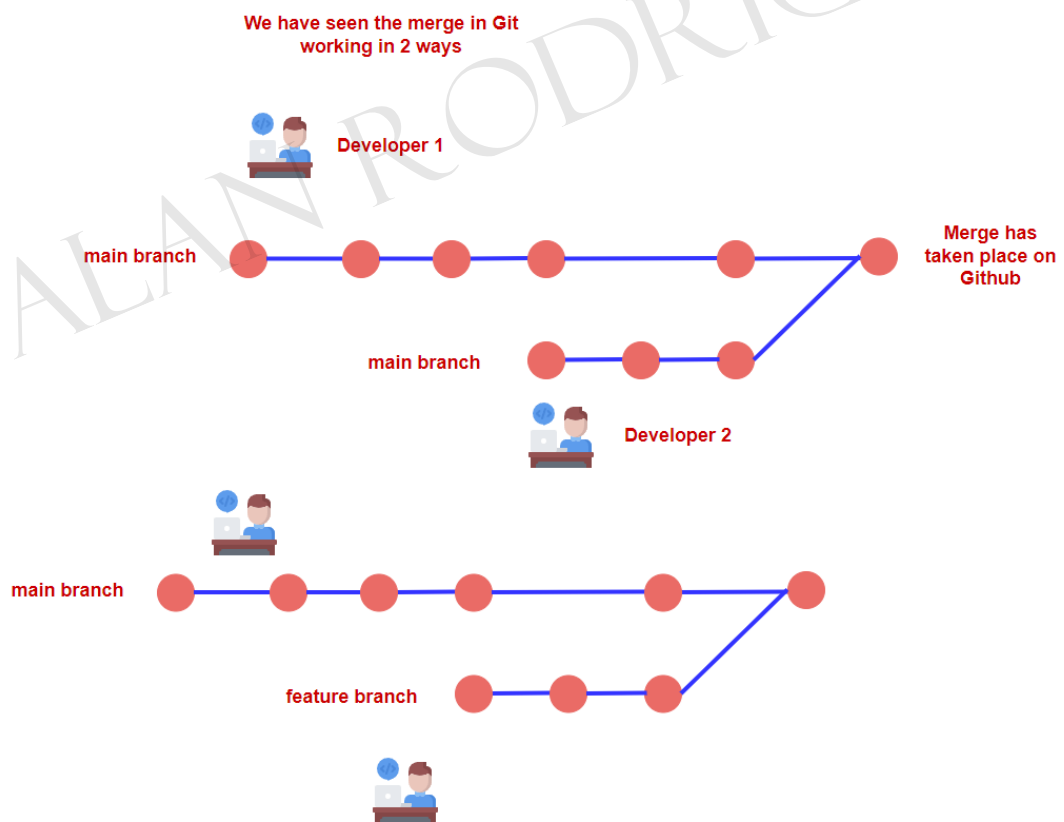 We have seen the merge in Git
working in 2 ways
ALAN RODRI
Developer 1
main branch
Merge has
taken place on
Github
main branch
Developer 2
main branch
feature branch